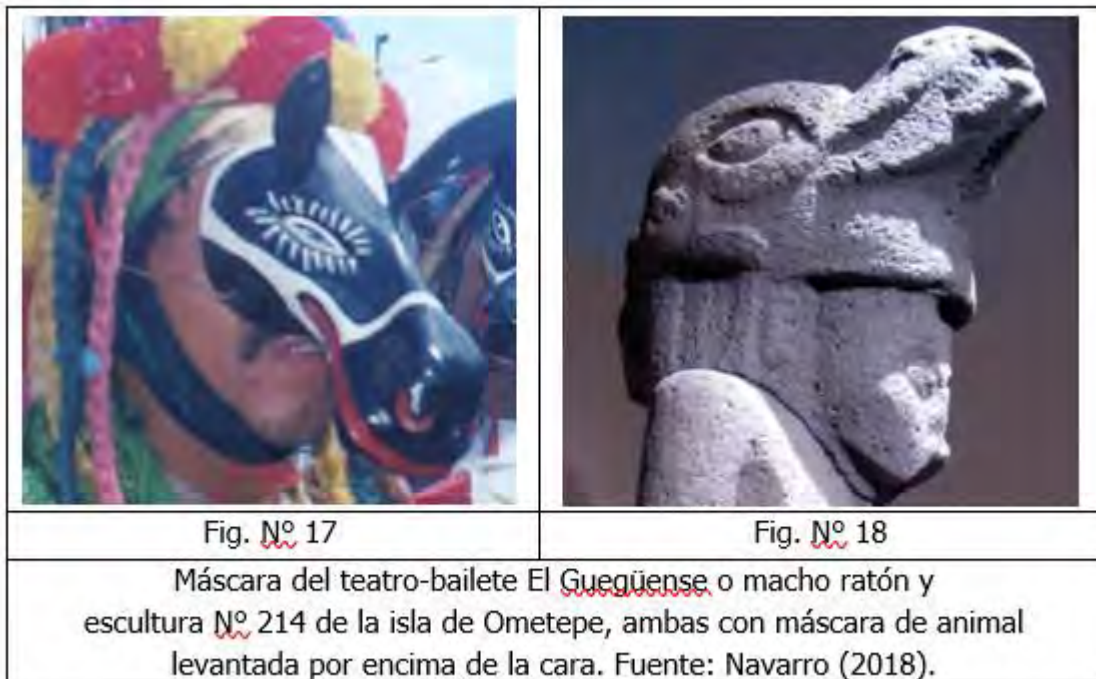 Fig. Nº 17
Fig. Nº 18
Máscara del teatro-bailete El Guegüense o macho ratón y
escultura Nº 214 de la isla de Ometepe, ambas con máscara de animal
levantada por encima de la cara. Fuente: Navarro (2018).